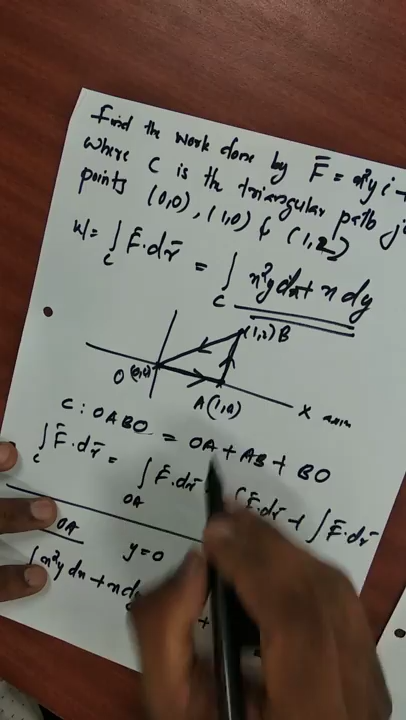 Find the work done by F̄ = x²y i +
where C is the triangular path j
points (0,0), (1,0) & (1,2)
W = ∫_C F̄.dr̄ = ∫_C x²y dx + x dy
(1,2) B
O (0,0)
A (1,0)
X axis
C : OABO = OA + AB + BO
∫_C F̄.dr̄ = ∫_OA F̄.dr̄ ∫ F̄.dr̄ + ∫ F̄.dr̄
OA y=0
∫ x²y dx + x dy +